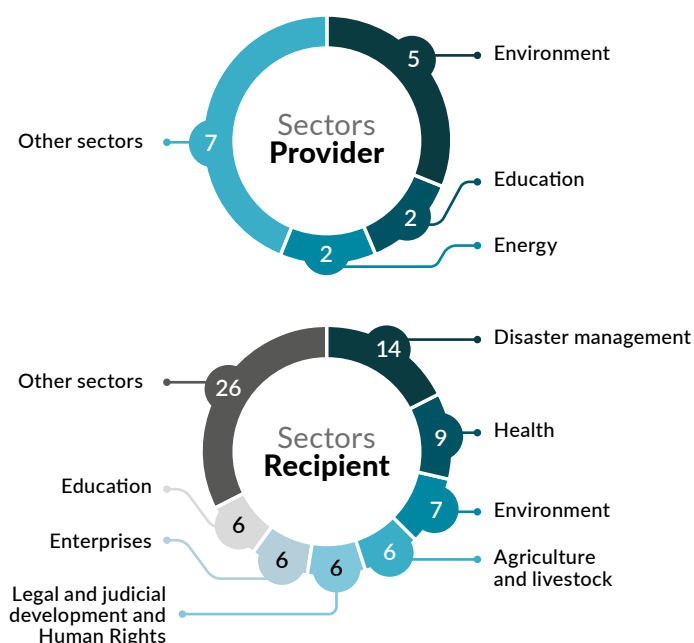 5
Environment
Sectors
Provider
Other sectors
7
Education
2
2
Energy
Disaster management
14
Other sectors
26
Health
9
Sectors
Recipient
Education
6
7
Environment
Enterprises
6
6
6
Agriculture
and livestock
Legal and judicial
development and
Human Rights